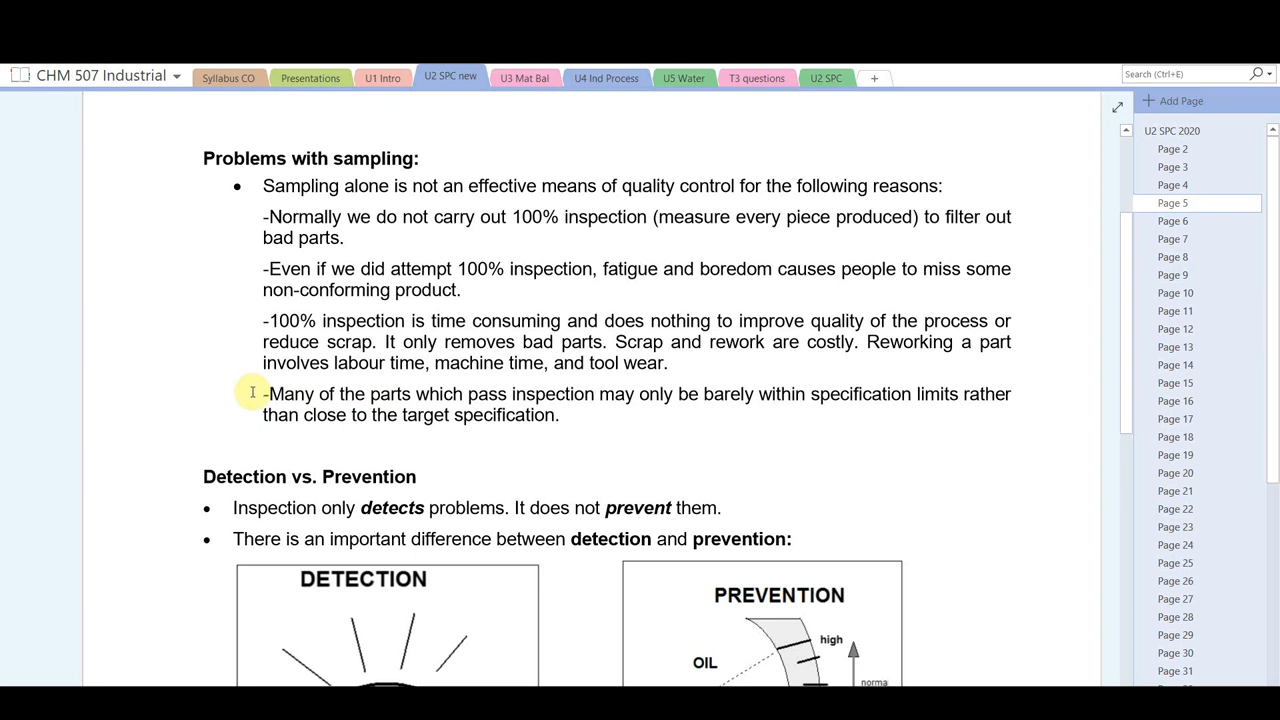 CHM 507 Industrial
Syllabus CO
Presentations
U1 Intro
U2 SPC new
U3 Mat Bal
U4 Ind Process
U5 Water
T3 questions
U2 SPC
+
Search (Ctrl+E)
Problems with sampling:
• Sampling alone is not an effective means of quality control for the following reasons:
-Normally we do not carry out 100% inspection (measure every piece produced) to filter out
bad parts.
-Even if we did attempt 100% inspection, fatigue and boredom causes people to miss some
non-conforming product.
-100% inspection is time consuming and does nothing to improve quality of the process or
reduce scrap. It only removes bad parts. Scrap and rework are costly. Reworking a part
involves labour time, machine time, and tool wear.
-Many of the parts which pass inspection may only be barely within specification limits rather
than close to the target specification.
Detection vs. Prevention
• Inspection only detects problems. It does not prevent them.
• There is an important difference between detection and prevention:
DETECTION
PREVENTION
high
OIL
norma
Add Page
U2 SPC 2020
Page 2
Page 3
Page 4
Page 5
Page 6
Page 7
Page 8
Page 9
Page 10
Page 11
Page 12
Page 13
Page 14
Page 15
Page 16
Page 17
Page 18
Page 19
Page 20
Page 21
Page 22
Page 23
Page 24
Page 25
Page 26
Page 27
Page 28
Page 29
Page 30
Page 31